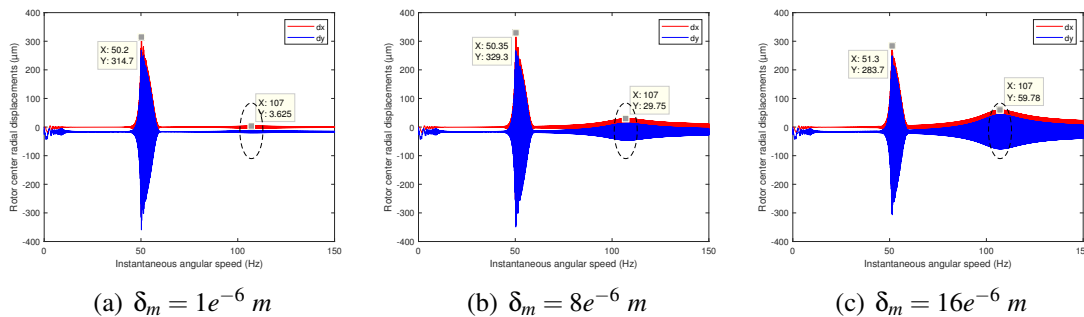 Rotor center radial displacements (µm)
400
300
200
100
0
-100
-200
-300
-400
X: 50.2
Y: 314.7
X: 107
Y: 3.625
dx
dy
0
50
100
150
Instantaneous angular speed (Hz)
(a) δm = 1e−6 m
Rotor center radial displacements (µm)
400
300
200
100
0
-100
-200
-300
-400
X: 50.35
Y: 329.3
X: 107
Y: 29.75
dx
dy
0
50
100
150
Instantaneous angular speed (Hz)
(b) δm = 8e−6 m
Rotor center radial displacements (µm)
400
300
200
100
0
-100
-200
-300
-400
X: 51.3
Y: 283.7
X: 107
Y: 59.78
dx
dy
0
50
100
150
Instantaneous angular speed (Hz)
(c) δm = 16e−6 m